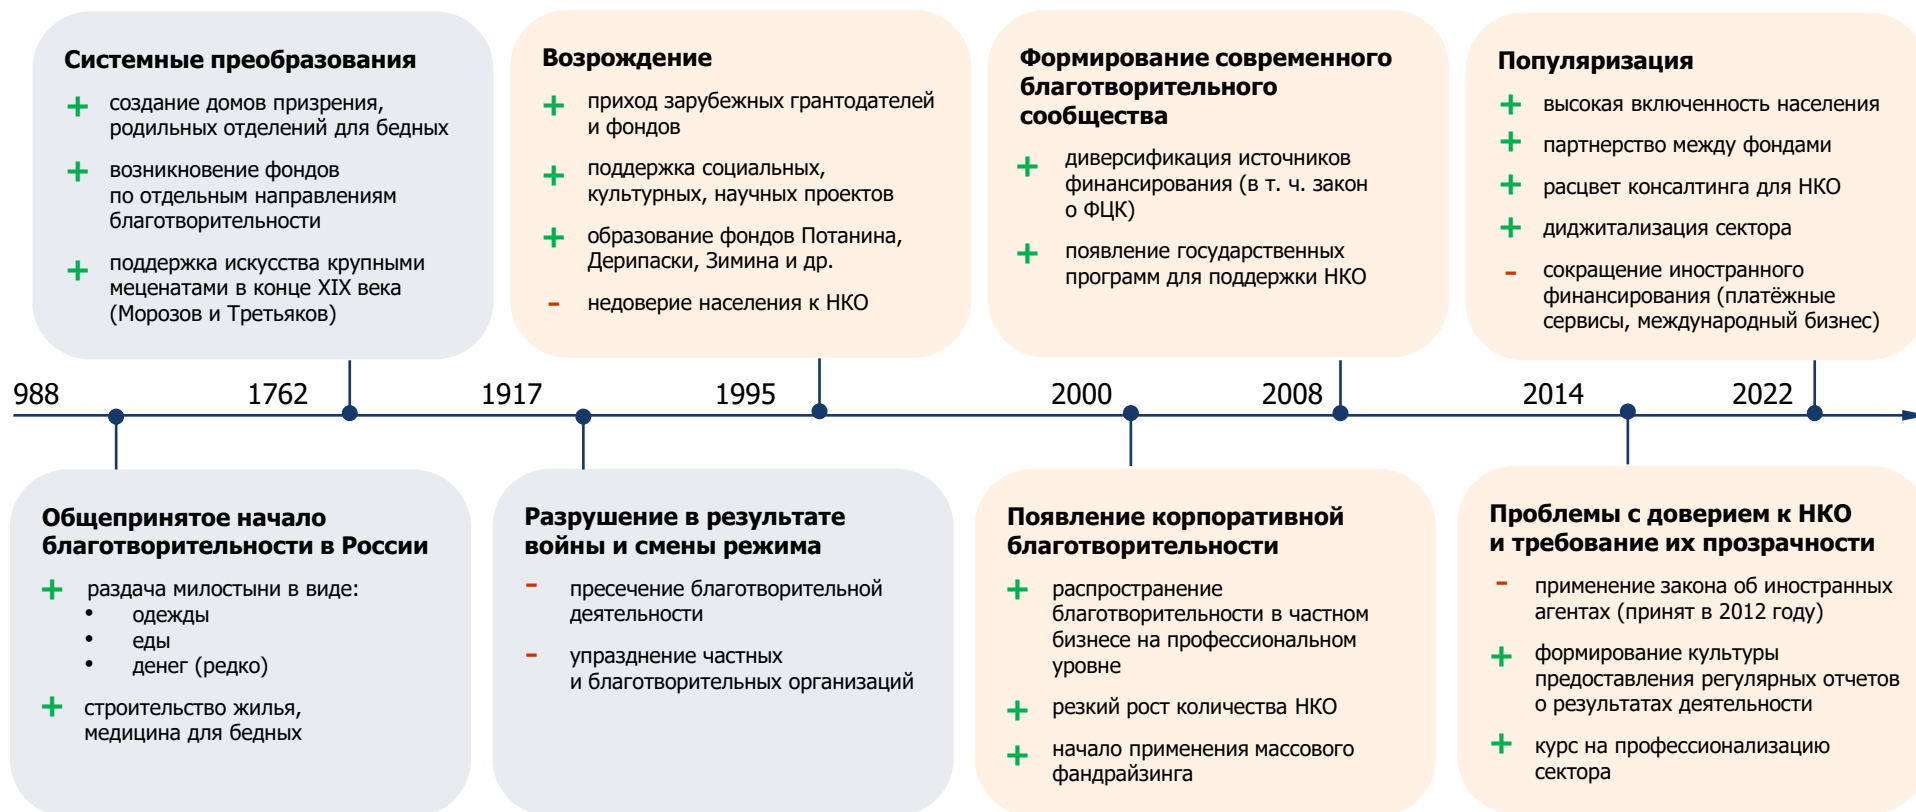 Системные преобразования
+ создание домов призрения,
родильных отделений для бедных
+ возникновение фондов
по отдельным направлениям
благотворительности
+ поддержка искусства крупными
меценатами в конце XIX века
(Морозов и Третьяков)
Возрождение
+ приход зарубежных грантодателей
и фондов
+ поддержка социальных,
культурных, научных проектов
+ образование фондов Потанина,
Дерипаски, Зимина и др.
- недоверие населения к НКО
Формирование современного
благотворительного
сообщества
+ диверсификация источников
финансирования (в т. ч. закон
о ФЦК)
+ появление государственных
программ для поддержки НКО
Популяризация
+ высокая включенность населения
+ партнерство между фондами
+ расцвет консалтинга для НКО
+ диджитализация сектора
- сокращение иностранного
финансирования (платёжные
сервисы, международный бизнес)
988 1762 1917 1995 2000 2008 2014 2022
Общепринятое начало
благотворительности в России
+ раздача милостыни в виде:
• одежды
• еды
• денег (редко)
+ строительство жилья,
медицина для бедных
Разрушение в результате
войны и смены режима
- пресечение благотворительной
деятельности
- упразднение частных
и благотворительных организаций
Появление корпоративной
благотворительности
+ распространение
благотворительности в частном
бизнесе на профессиональном
уровне
+ резкий рост количества НКО
+ начало применения массового
фандрайзинга
Проблемы с доверием к НКО
и требование их прозрачности
- применение закона об иностранных
агентах (принят в 2012 году)
+ формирование культуры
предоставления регулярных отчетов
о результатах деятельности
+ курс на профессионализацию
сектора